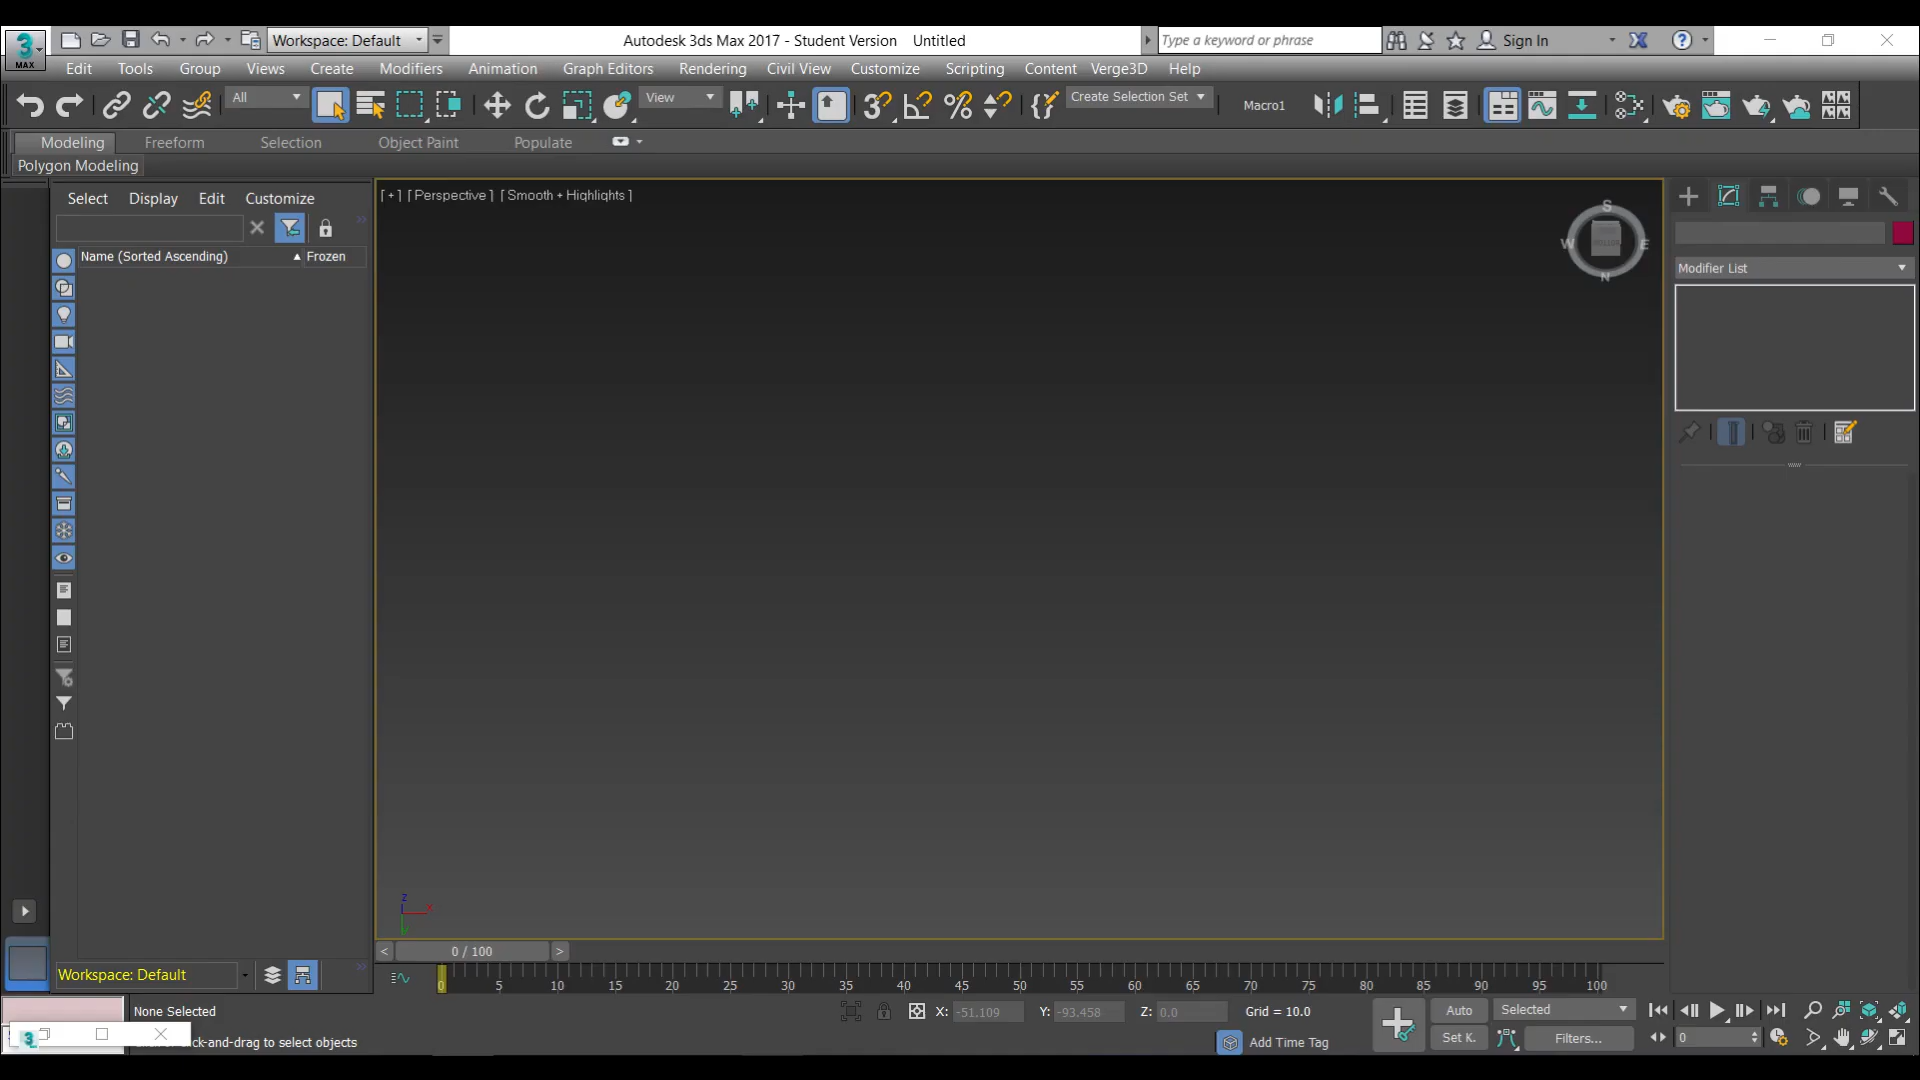 3
MAX
Workspace: Default
Autodesk 3ds Max 2017 - Student Version    Untitled
Type a keyword or phrase
Sign In
Edit
Tools
Group
Views
Create
Modifiers
Animation
Graph Editors
Rendering
Civil View
Customize
Scripting
Content
Verge3D
Help
All
View
Create Selection Set
Macro1
Modeling
Freeform
Selection
Object Paint
Populate
Polygon Modeling
Select
Display
Edit
Customize
Name (Sorted Ascending)
Frozen
[ + ] [ Perspective ] [ Smooth + Highlights ]
S
W
E
N
Modifier List
z
x
0 / 100
Workspace: Default
0 5 10 15 20 25 30 35 40 45 50 55 60 65 70 75 80 85 90 95 100
None Selected
X: -51.109
Y: -93.458
Z: 0.0
Grid = 10.0
Auto
Selected
ck-and-drag to select objects
Add Time Tag
Set K.
Filters...
0